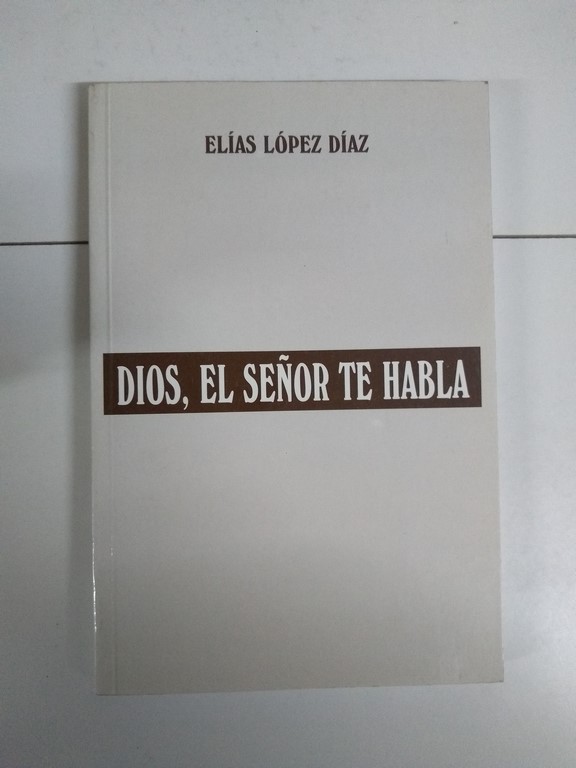 ELÍAS LÓPEZ DÍAZ
DIOS, EL SEÑOR TE HABLA